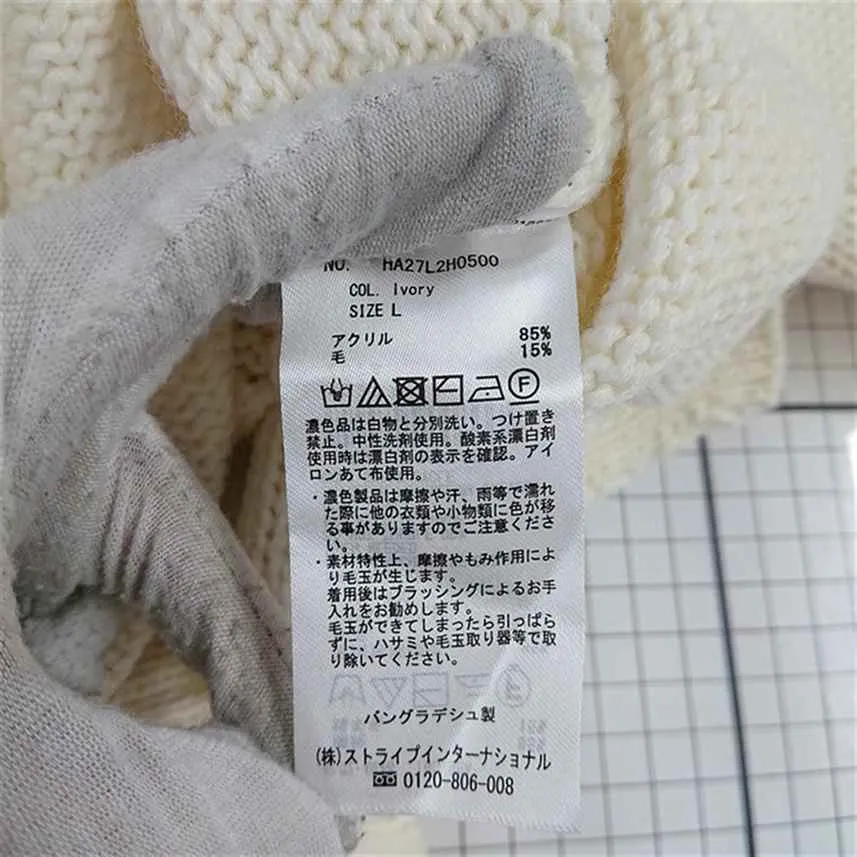 NO. HA27L2H0500
COL. Ivory
SIZE L
アクリル 85%
毛 15%
濃色品は白物と分別洗い。つけ置き
禁止。中性洗剤使用。酸素系漂白剤
使用時は漂白剤の表示を確認。アイ
ロンあて布使用。
・濃色製品は摩擦や汗、雨等で濡れ
た際に他の衣類や小物類に色が移
る事がありますのでご注意くださ
い。
・素材特性上、摩擦やもみ作用によ
り毛玉が生じます。
着用後はブラッシングによるお手
入れをお勧めします。
毛玉ができてしまったら引っぱら
ずに、ハサミや毛玉取り器等で取
り除いてください。
バングラデシュ製
(株)ストライプインターナショナル
0120-806-008